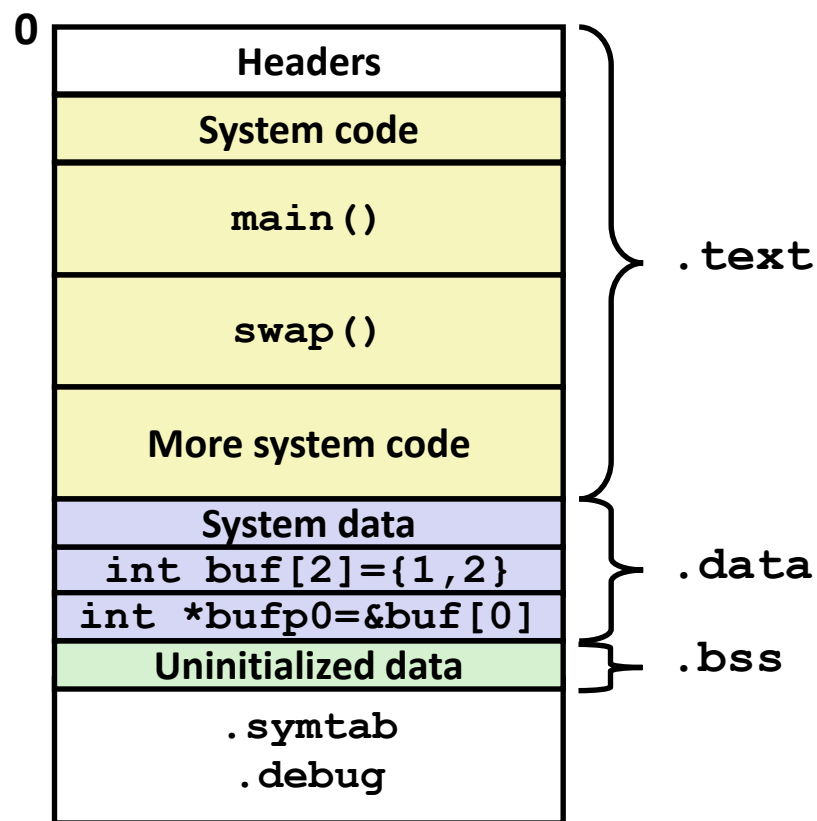 0
Headers
System code
main()
swap()
More system code
.text
System data
int buf[2]={1,2}
int *bufp0=&buf[0]
.data
Uninitialized data
.bss
.symtab
.debug